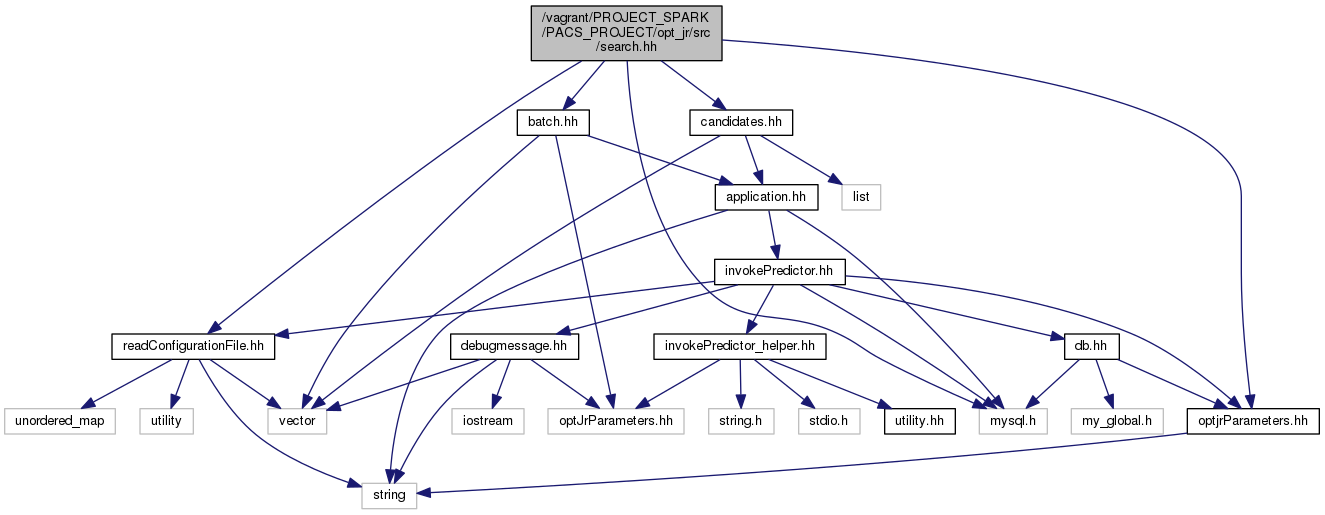 /vagrant/PROJECT_SPARK
/PACS_PROJECT/opt_jr/src
/search.hh
batch.hh
candidates.hh
application.hh
list
invokePredictor.hh
readConfigurationFile.hh
debugmessage.hh
invokePredictor_helper.hh
db.hh
unordered_map
utility
vector
iostream
optJrParameters.hh
string.h
stdio.h
utility.hh
mysql.h
my_global.h
optjrParameters.hh
string